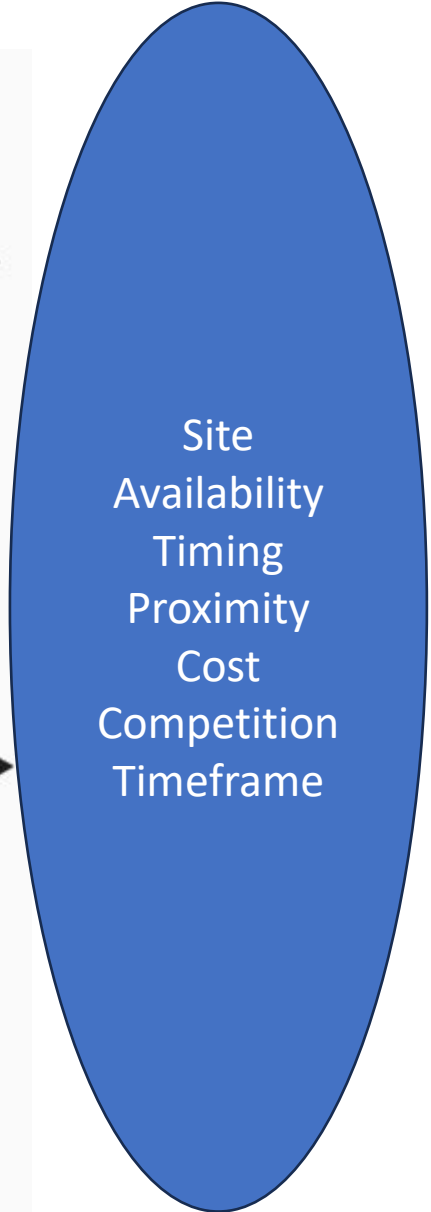 Site
Availability
Timing
Proximity
Cost
Competition
Timeframe